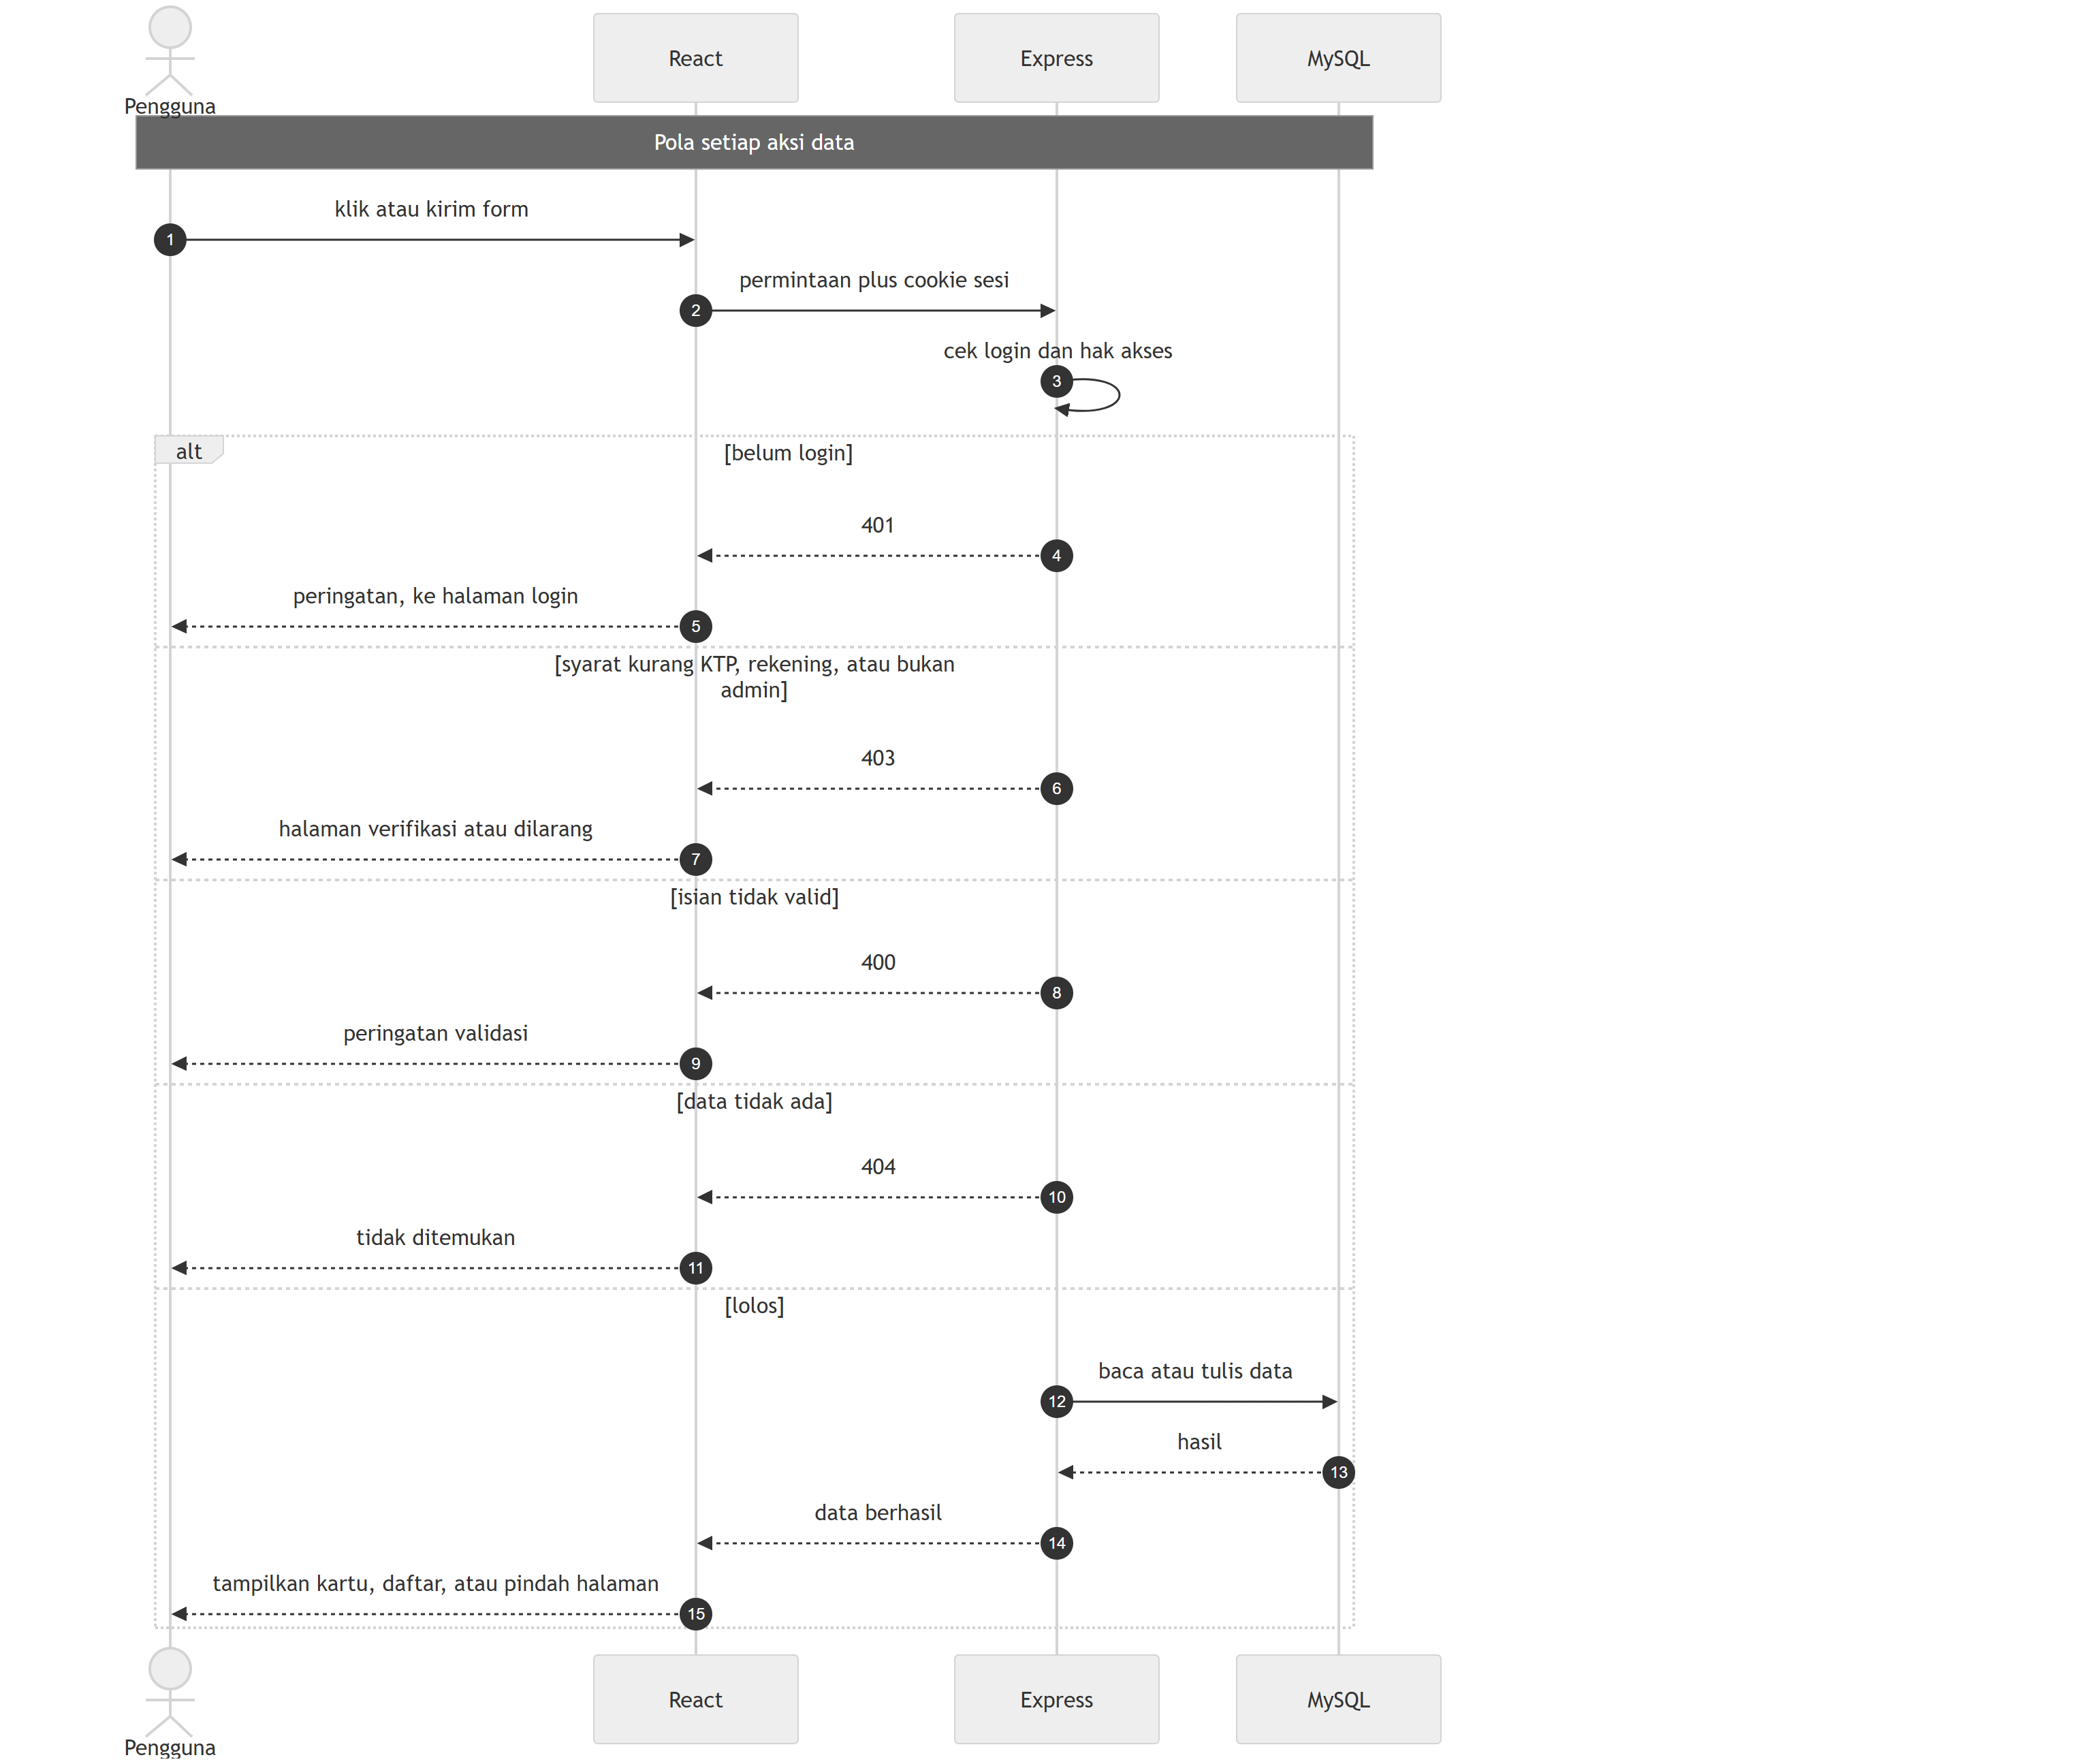 Pengguna
React
Express
MySQL
Pola setiap aksi data
klik atau kirim form
1
permintaan plus cookie sesi
2
cek login dan hak akses
3
alt
[belum login]
401
4
peringatan, ke halaman login
5
[syarat kurang KTP, rekening, atau bukan
admin]
403
6
halaman verifikasi atau dilarang
7
[isian tidak valid]
400
8
peringatan validasi
9
[data tidak ada]
404
10
tidak ditemukan
11
[lolos]
baca atau tulis data
12
hasil
13
data berhasil
14
tampilkan kartu, daftar, atau pindah halaman
15
Pengguna
React
Express
MySQL